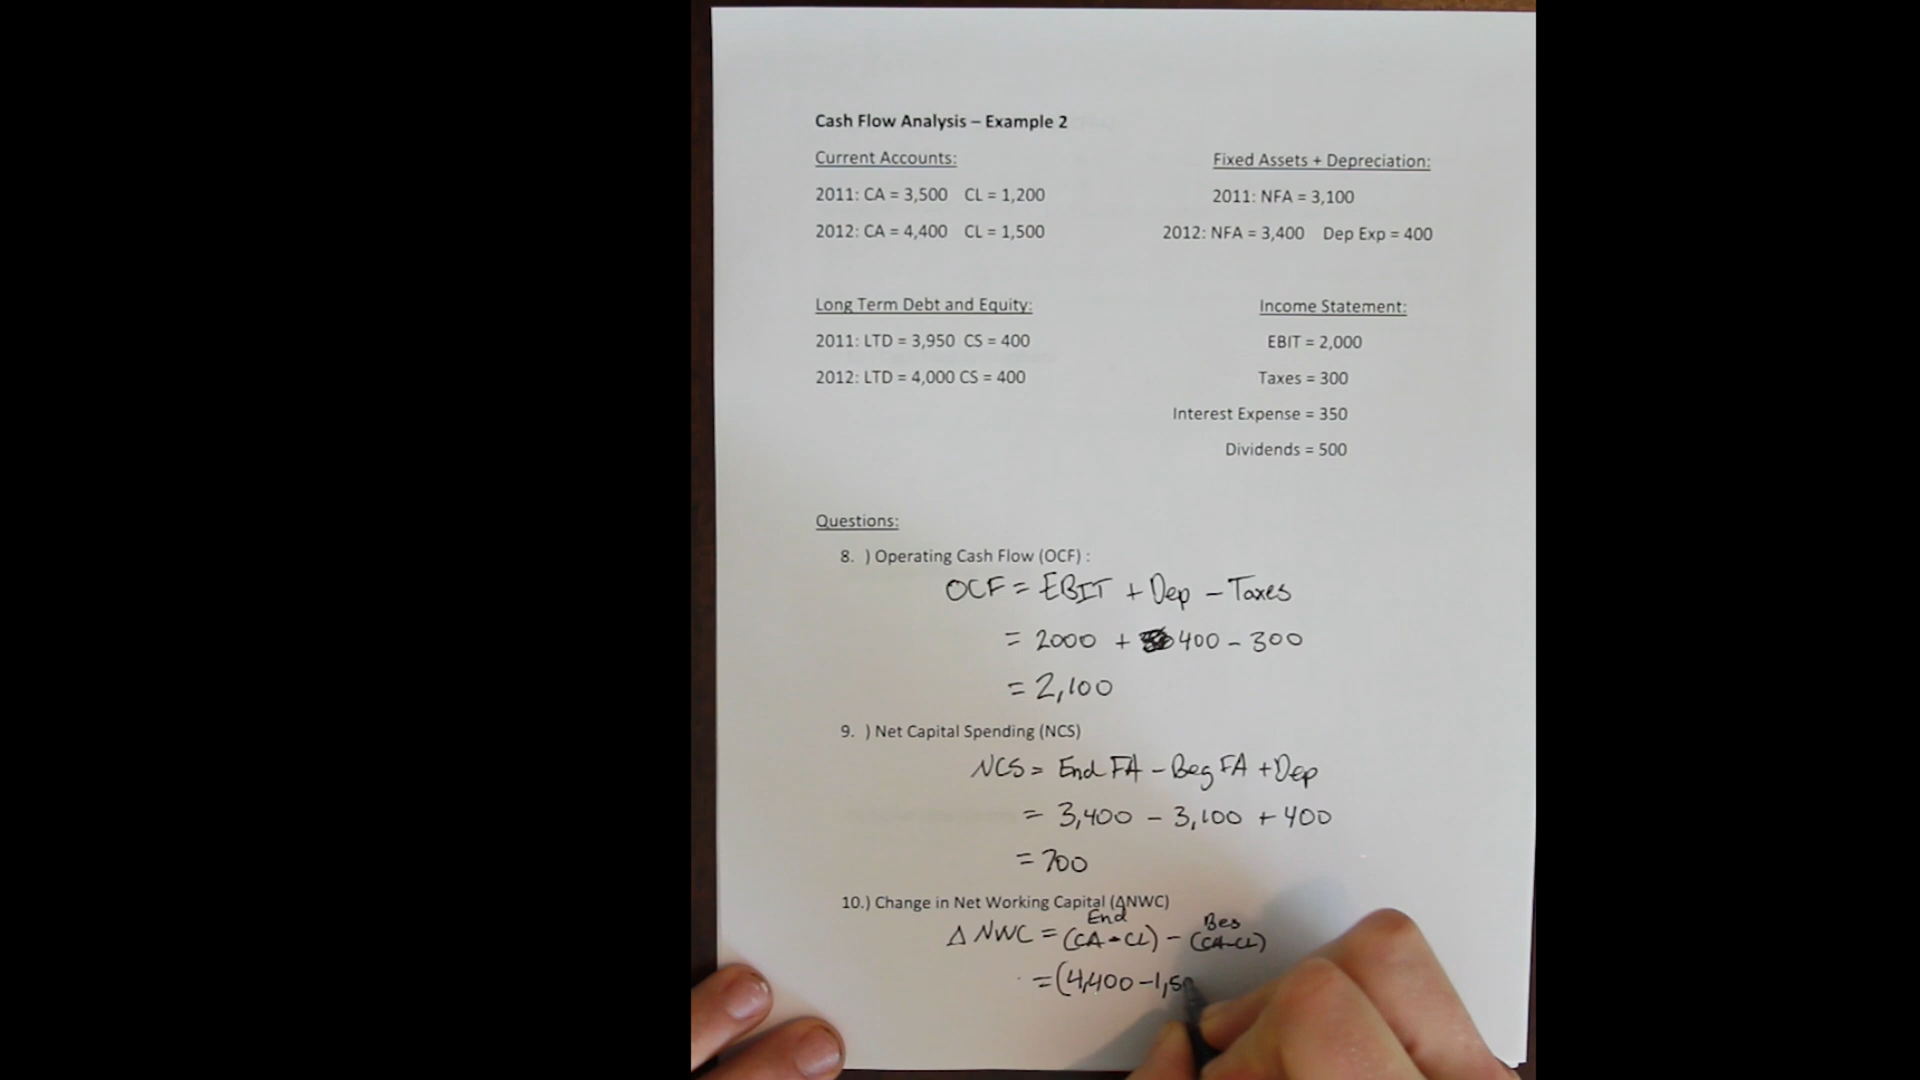 Cash Flow Analysis – Example 2
Current Accounts:
2011: CA = 3,500 CL = 1,200
2012: CA = 4,400 CL = 1,500
Fixed Assets + Depreciation:
2011: NFA = 3,100
2012: NFA = 3,400 Dep Exp = 400
Long Term Debt and Equity:
2011: LTD = 3,950 CS = 400
2012: LTD = 4,000 CS = 400
Income Statement:
EBIT = 2,000
Taxes = 300
Interest Expense = 350
Dividends = 500
Questions:
8. ) Operating Cash Flow (OCF) :
OCF = EBIT + Dep - Taxes
= 2000 + 400 - 300
= 2,100
9. ) Net Capital Spending (NCS)
NCS = End FA - Beg FA + Dep
= 3,400 - 3,100 + 400
= 700
10.) Change in Net Working Capital (ΔNWC)
End Beg
Δ NWC = (CA - CL) - (CA-CL)
= (4,400 - 1,50